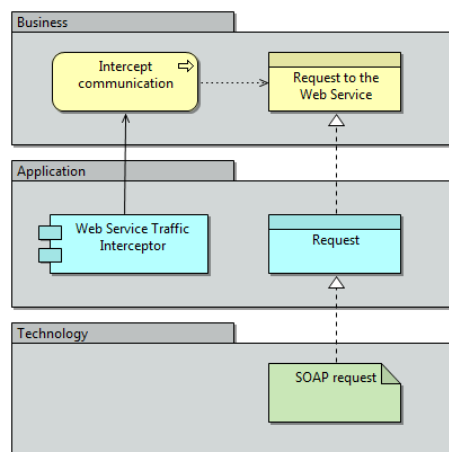 Business
Intercept
communication
Request to the
Web Service
Application
Web Service Traffic
Interceptor
Request
Technology
SOAP request